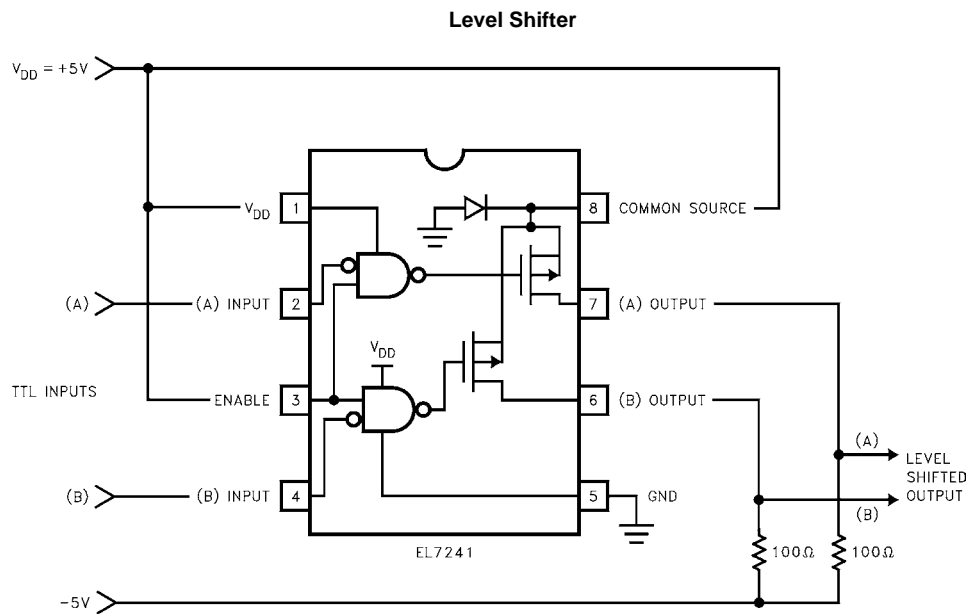 Level Shifter
V_DD = +5V
V_DD 1
8 COMMON SOURCE
(A) (A) INPUT 2
7 (A) OUTPUT
V_DD
TTL INPUTS
ENABLE 3
6 (B) OUTPUT
(A)
LEVEL
SHIFTED
OUTPUT
(B)
(B) (B) INPUT 4
5 GND
EL7241
100Ω
100Ω
-5V